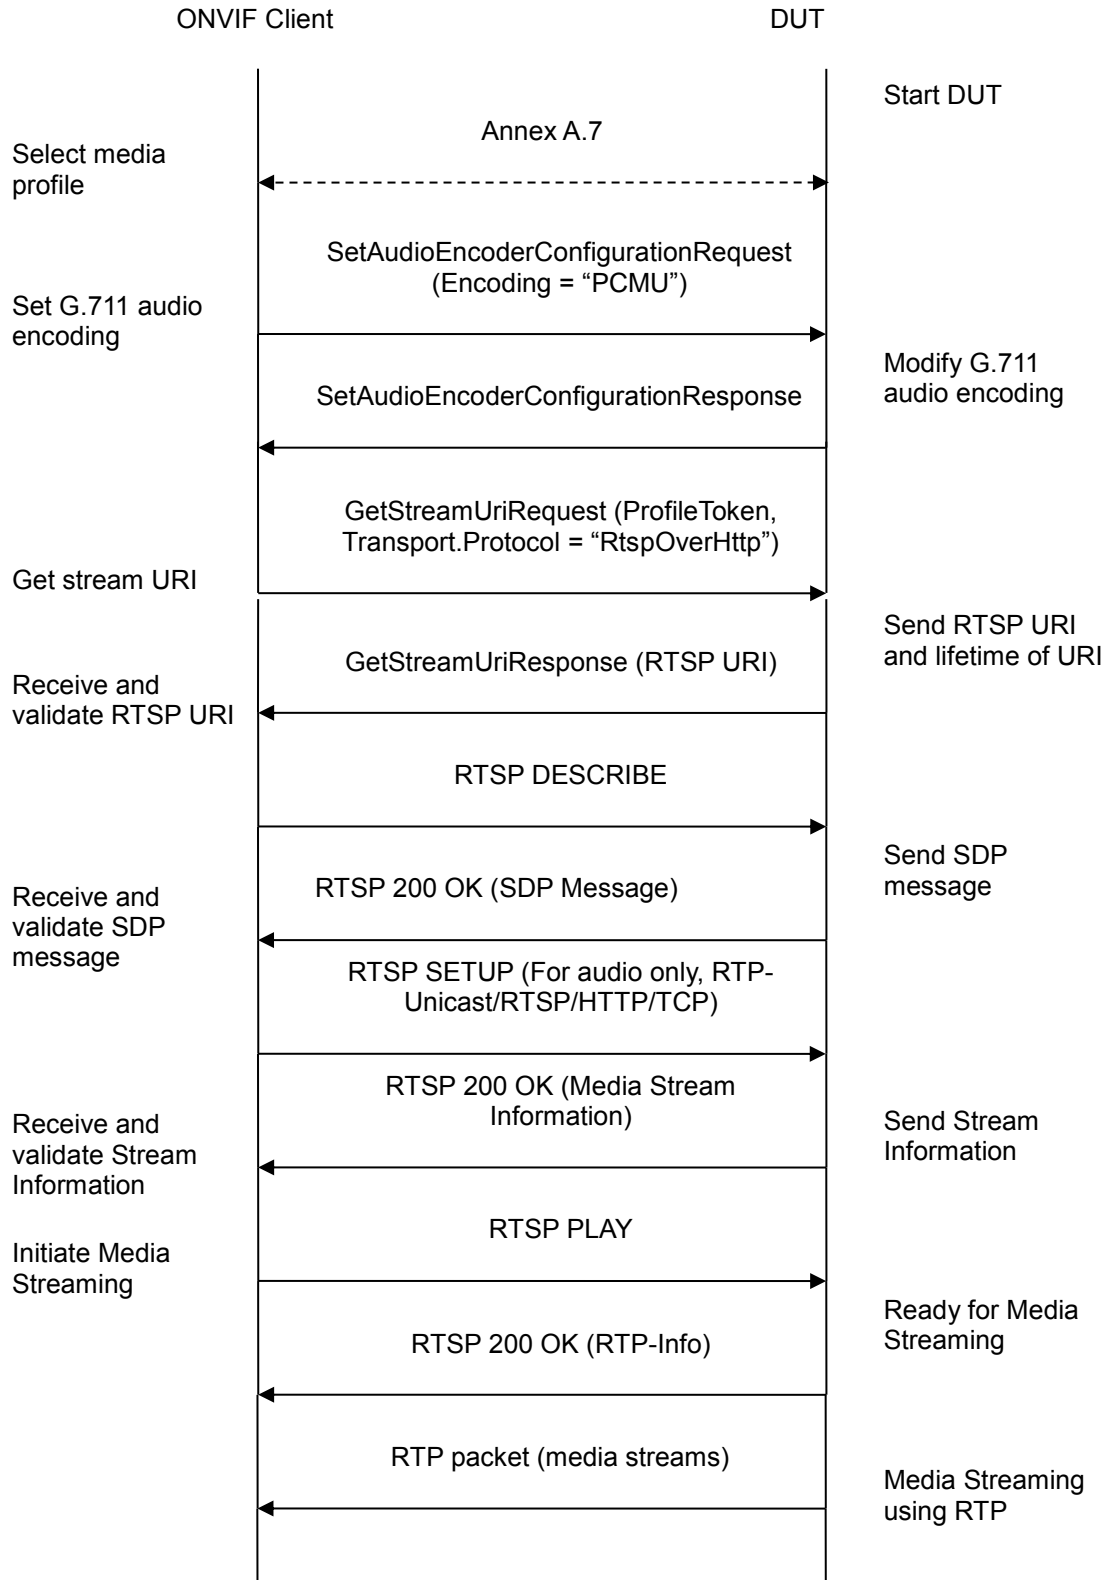 ONVIF Client
DUT
Start DUT
Annex A.7
Select media
profile
SetAudioEncoderConfigurationRequest
(Encoding = “PCMU”)
Set G.711 audio
encoding
Modify G.711
audio encoding
SetAudioEncoderConfigurationResponse
GetStreamUriRequest (ProfileToken,
Transport.Protocol = “RtspOverHttp”)
Get stream URI
Send RTSP URI
and lifetime of URI
GetStreamUriResponse (RTSP URI)
Receive and
validate RTSP URI
RTSP DESCRIBE
Send SDP
message
RTSP 200 OK (SDP Message)
Receive and
validate SDP
message
RTSP SETUP (For audio only, RTP-
Unicast/RTSP/HTTP/TCP)
RTSP 200 OK (Media Stream
Information)
Receive and
validate Stream
Information
Send Stream
Information
RTSP PLAY
Initiate Media
Streaming
Ready for Media
Streaming
RTSP 200 OK (RTP-Info)
RTP packet (media streams)
Media Streaming
using RTP